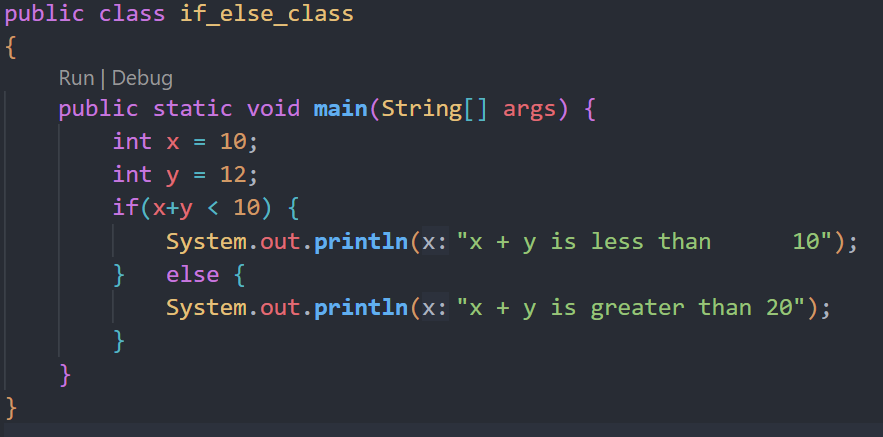 public class if_else_class
{
    Run | Debug
    public static void main(String[] args) {
        int x = 10;
        int y = 12;
        if(x+y < 10) {
            System.out.println(x: "x + y is less than      10");
        }   else {
            System.out.println(x: "x + y is greater than 20");
        }
    }
}